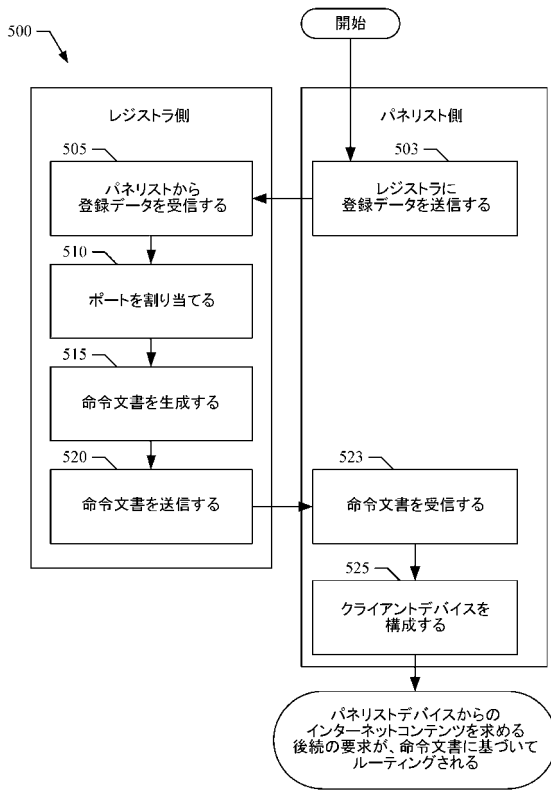 500
開始
レジストラ側
パネリスト側
505
パネリストから
登録データを受信する
503
レジストラに
登録データを送信する
510
ポートを割り当てる
515
命令文書を生成する
520
命令文書を送信する
523
命令文書を受信する
525
クライアントデバイスを
構成する
パネリストデバイスからの
インターネットコンテンツを求める
後続の要求が、命令文書に基づいて
ルーティングされる